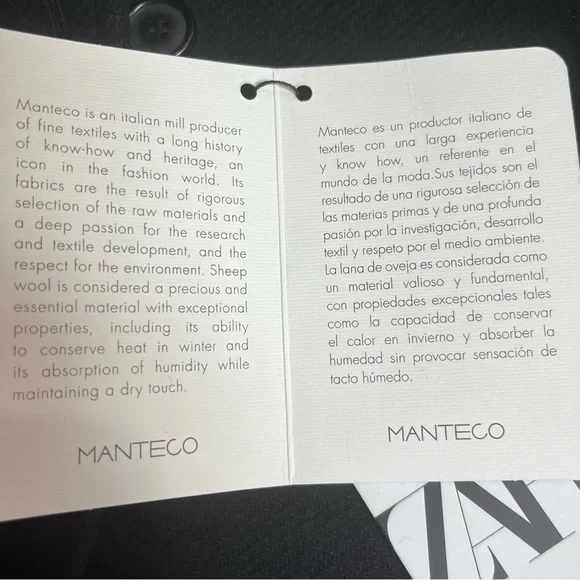 Manteco is an italian mill producer
of fine textiles with a long history
of know-how and heritage, an
icon in the fashion world. Its
fabrics are the result of rigorous
selection of the raw materials and
a deep passion for the research
and textile development, and the
respect for the environment. Sheep
wool is considered a precious and
essential material with exceptional
properties, including its ability
to conserve heat in winter and
its absorption of humidity while
maintaining a dry touch.
MANTECO
Manteco es un productor italiano de
textiles con una larga experiencia
y know how, un referente en el
mundo de la moda.Sus tejidos son el
resultado de una rigurosa selección de
las materias primas y de una profunda
pasión por la investigación, desarrollo
textil y respeto por el medio ambiente.
La lana de oveja es considerada como
un material valioso y fundamental,
con propiedades excepcionales tales
como la capacidad de conservar
el calor en invierno y absorber la
humedad sin provocar sensación de
tacto húmedo.
MANTECO